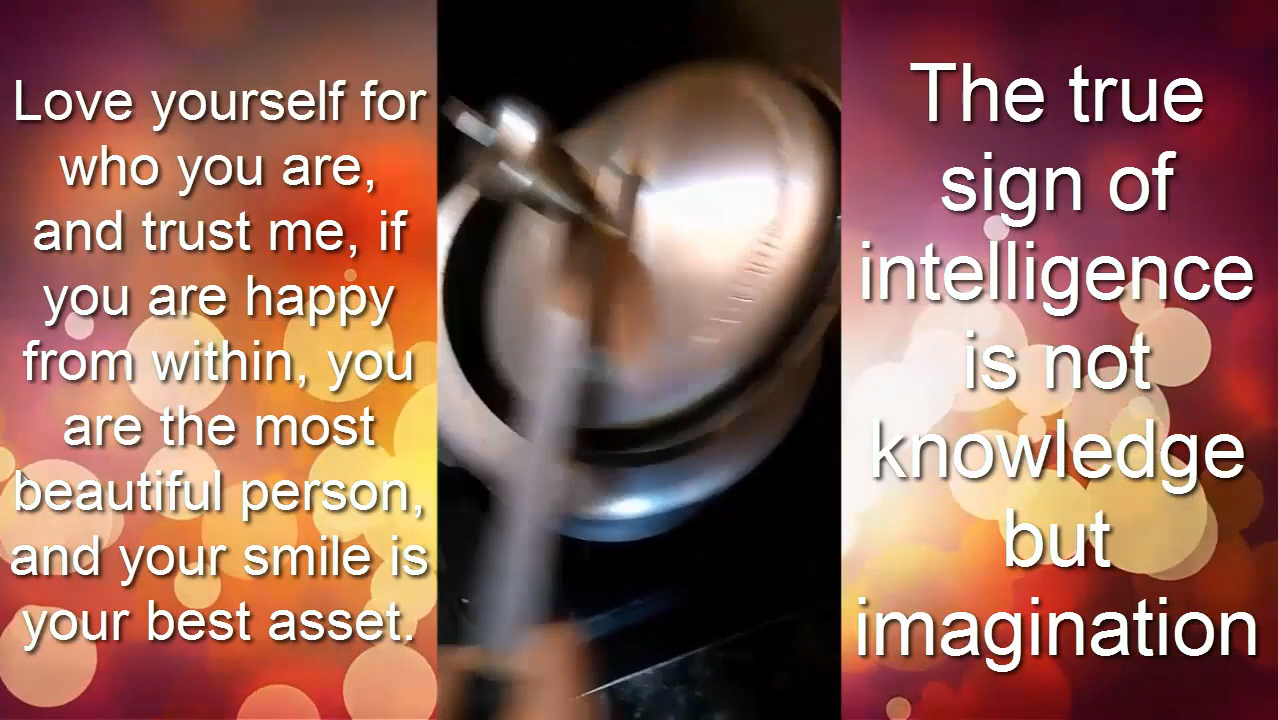 Love yourself for
who you are,
and trust me, if
you are happy
from within, you
are the most
beautiful person,
and your smile is
your best asset.
The true
sign of
intelligence
is not
knowledge
but
imagination